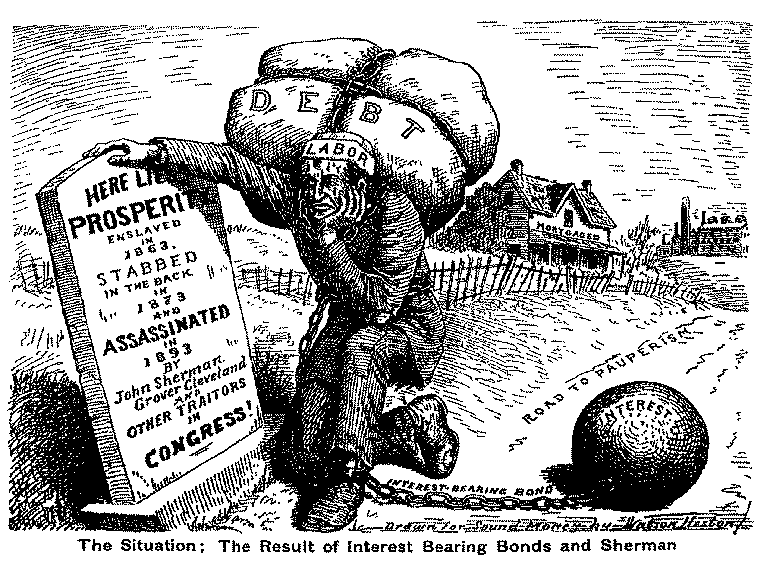 DEBT
LABOR
HERE LIE
PROSPERIT
ENSLAVED
IN
1863.
STABBED
IN THE BACK
IN
1873
AND
ASSASSINATED
IN
1893
BY
John Sherman.
Grover Cleveland
AND
OTHER TRAITORS
IN
CONGRESS!
MORTGAGED
ROAD TO PAUPERISM
INTEREST
INTEREST-BEARING BOND
Drawn for Sound Money by Watson Heston
The Situation; The Result of Interest Bearing Bonds and Sherman